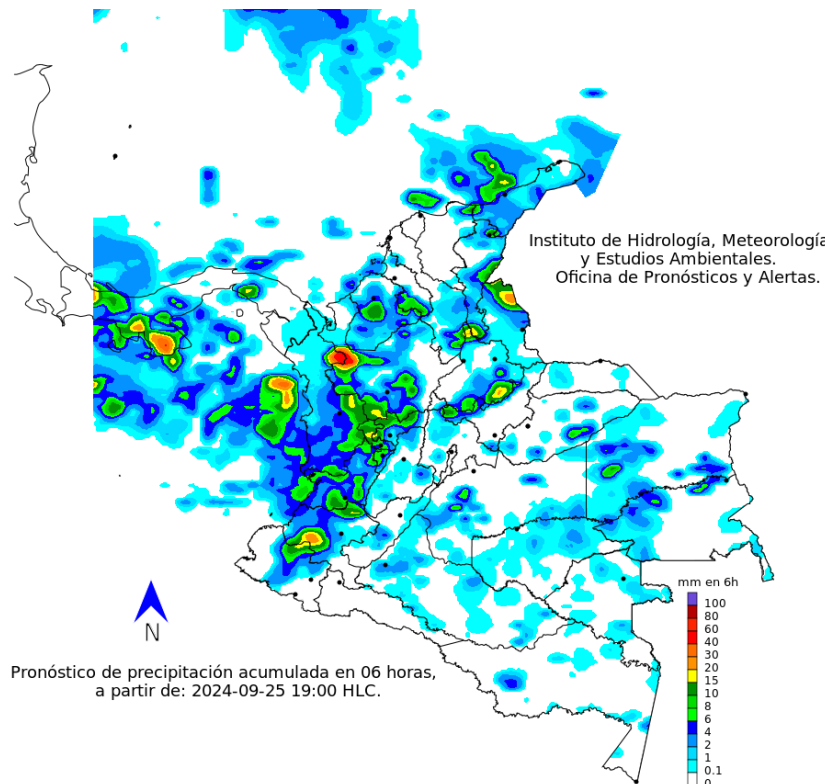 Instituto de Hidrología, Meteorología
y Estudios Ambientales.
Oficina de Pronósticos y Alertas.
mm en 6h
100
80
60
40
30
20
15
10
8
6
4
2
1
0.1
0
N
Pronóstico de precipitación acumulada en 06 horas,
a partir de: 2024-09-25 19:00 HLC.